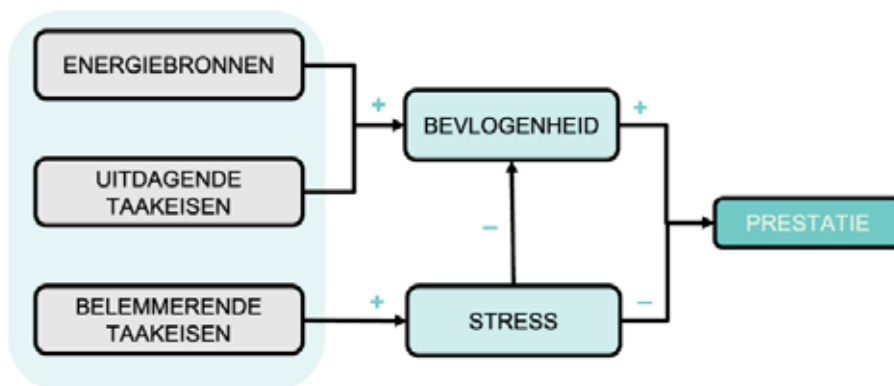 ENERGIEBRONNEN
+
BEVLOGENHEID
+
UITDAGENDE
TAAKEISEN
PRESTATIE
–
BELEMMERENDE
TAAKEISEN
+
STRESS
–